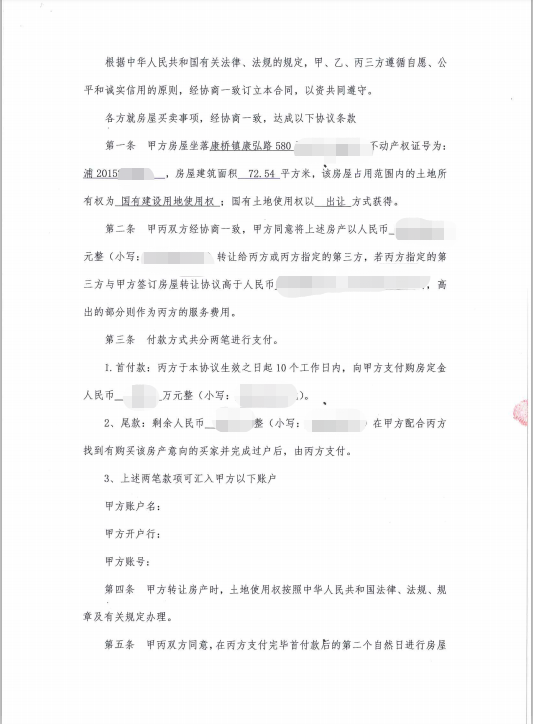 根据中华人民共和国有关法律、法规的规定，甲、乙、丙三方遵循自愿、公
平和诚实信用的原则，经协商一致订立本合同，以资共同遵守。
各方就房屋买卖事项，经协商一致，达成以下协议条款
第一条 甲方房屋坐落康桥镇康弘路580 不动产权证号为：
浦2015 ，房屋建筑面积 72.54 平方米，该房屋占用范围内的土地所
有权为 国有建设用地使用权 ；国有土地使用权以 出让 方式获得。
第二条 甲丙双方经协商一致，甲方同意将上述房产以人民币
元整（小写： 转让给丙方或丙方指定的第三方，若丙方指定的第
三方与甲方签订房屋转让协议高于人民币 ，高
出的部分则作为丙方的服务费用。
第三条 付款方式共分两笔进行支付。
1.首付款：丙方于本协议生效之日起10个工作日内，向甲方支付购房定金
人民币 万元整（小写： ）。
2、尾款：剩余人民币 整（小写： ）在甲方配合丙方
找到有购买该房产意向的买家并完成过户后，由丙方支付。
3、上述两笔款项可汇入甲方以下账户
甲方账户名：
甲方开户行：
甲方账号：
第四条 甲方转让房产时，土地使用权按照中华人民共和国法律、法规、规
章及有关规定办理。
第五条 甲丙双方同意，在丙方支付完毕首付款后的第二个自然日进行房屋